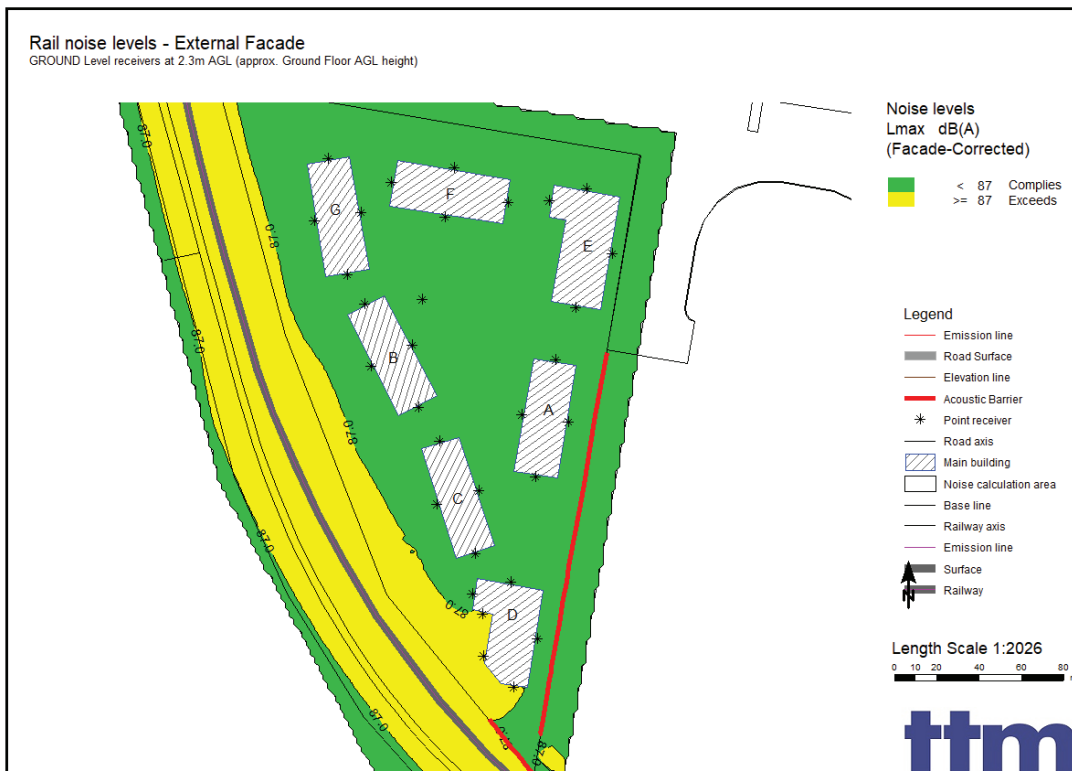 Rail noise levels - External Facade
GROUND Level receivers at 2.3m AGL (approx. Ground Floor AGL height)
Noise levels
Lmax dB(A)
(Facade-Corrected)
< 87 Complies
>= 87 Exceeds
87.0
87.0
87.0
87.0
87.0
87.0
87.0
87.0
87.0
G
F
E
B
A
C
D
Legend
Emission line
Road Surface
Elevation line
Acoustic Barrier
Point receiver
Road axis
Main building
Noise calculation area
Base line
Railway axis
Emission line
Surface
Railway
N
Length Scale 1:2026
0 10 20 40 60 80
ttm